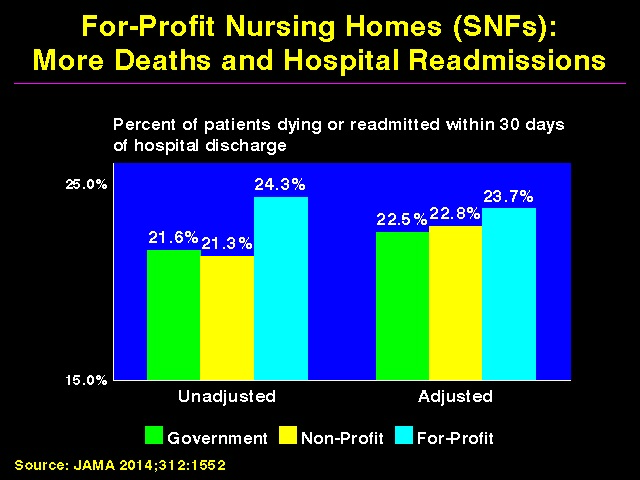 For-Profit Nursing Homes (SNFs):
More Deaths and Hospital Readmissions
Percent of patients dying or readmitted within 30 days
of hospital discharge
25.0%
24.3%
23.7%
21.6%
21.3%
22.5%
22.8%
15.0%
Unadjusted
Adjusted
Government
Non-Profit
For-Profit
Source: JAMA 2014;312:1552